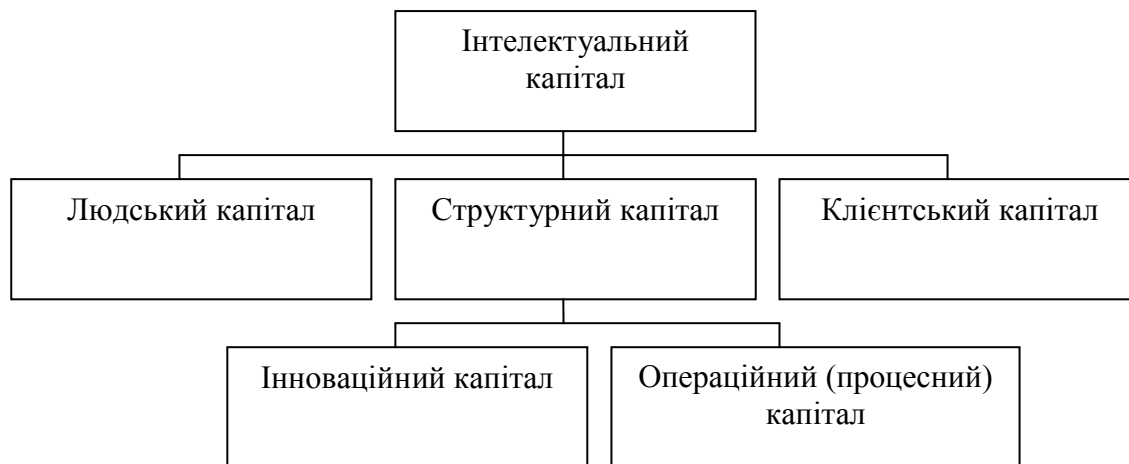 Інтелектуальний
капітал
Людський капітал
Структурний капітал
Клієнтський капітал
Інноваційний капітал
Операційний (процесний)
капітал